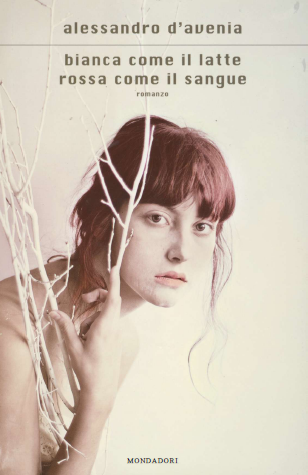 alessandro d'avenia
bianca come il latte
rossa come il sangue
romanzo
MONDADORI